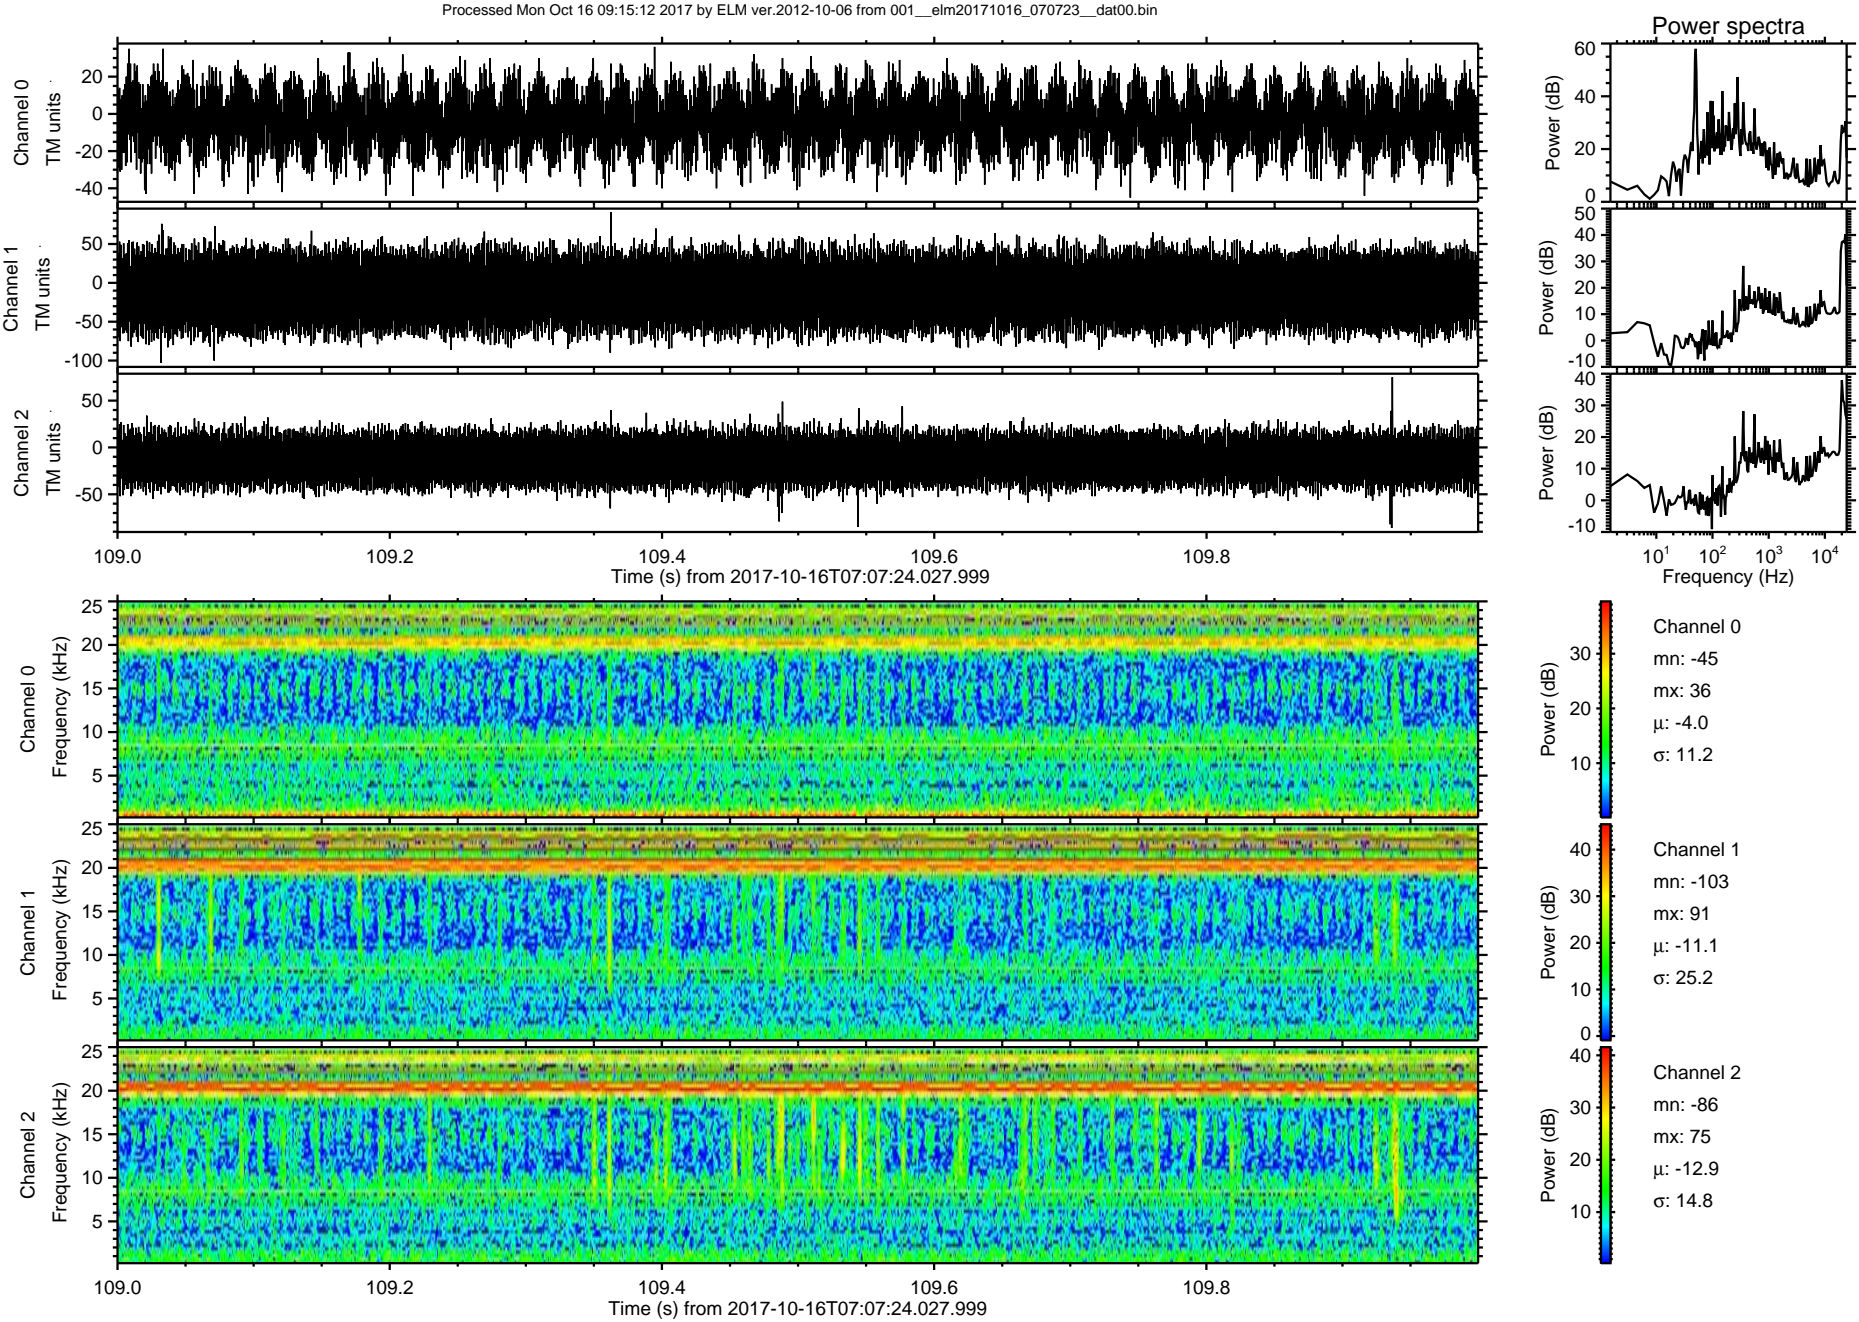 Processed Mon Oct 16 09:15:12 2017 by ELM ver.2012-10-06 from 001__elm20171016_070723__dat00.bin
Power spectra
Channel 0
TM units
20
0
-20
-40
Power (dB)
60
40
20
0
Channel 1
TM units
50
0
-50
-100
Power (dB)
50
40
30
20
10
0
-10
Channel 2
TM units
50
0
-50
Power (dB)
40
30
20
10
0
-10
109.0 109.2 109.4 109.6 109.8
Time (s) from 2017-10-16T07:07:24.027.999
10^1 10^2 10^3 10^4
Frequency (Hz)
Channel 0
Frequency (kHz)
25
20
15
10
5
Power (dB)
30
20
10
Channel 0
mn: -45
mx: 36
μ: -4.0
σ: 11.2
Channel 1
Frequency (kHz)
25
20
15
10
5
Power (dB)
40
30
20
10
0
Channel 1
mn: -103
mx: 91
μ: -11.1
σ: 25.2
Channel 2
Frequency (kHz)
25
20
15
10
5
Power (dB)
40
30
20
10
Channel 2
mn: -86
mx: 75
μ: -12.9
σ: 14.8
109.0 109.2 109.4 109.6 109.8
Time (s) from 2017-10-16T07:07:24.027.999